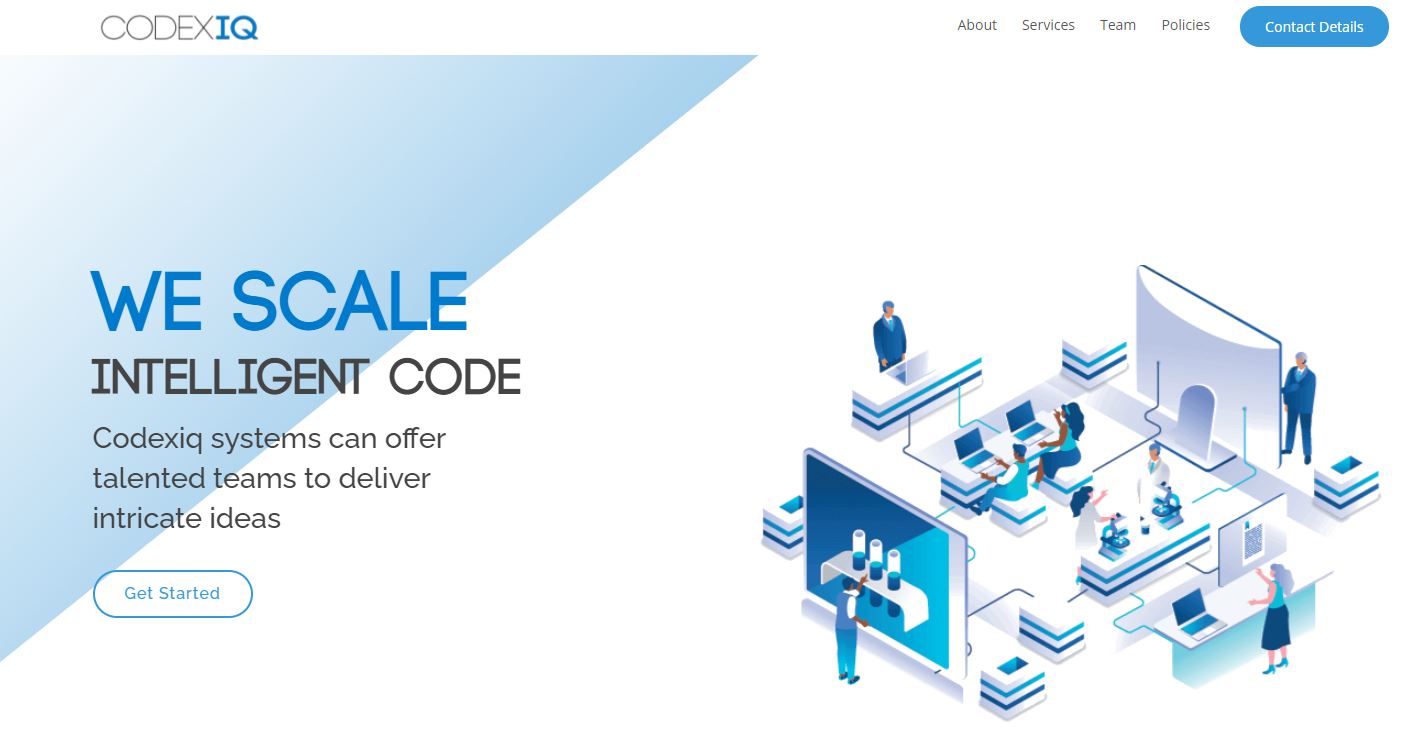 CODEXIQ
About
Services
Team
Policies
Contact Details
WE SCALE
INTELLIGENT CODE
Codexiq systems can offer
talented teams to deliver
intricate ideas
Get Started